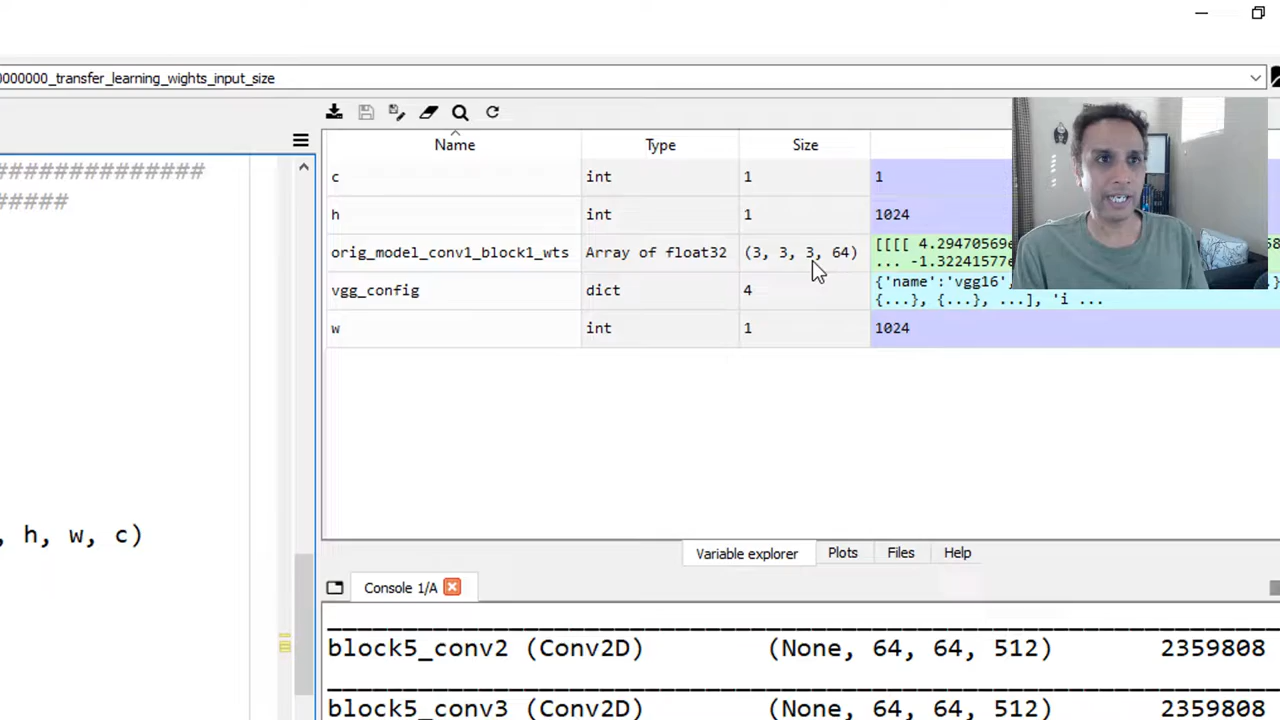 0000000_transfer_learning_wights_input_size
##############
#####
, h, w, c)
Name Type Size
c int 1 1
h int 1 1024
orig_model_conv1_block1_wts Array of float32 (3, 3, 3, 64) [[[[ 4.29470569
... -1.32241577
vgg_config dict 4 {'name':'vgg16',
{...}, {...}, ...], 'i ...
w int 1 1024
Variable explorer Plots Files Help
Console 1/A
block5_conv2 (Conv2D) (None, 64, 64, 512) 2359808
block5_conv3 (Conv2D) (None, 64, 64, 512) 2359808